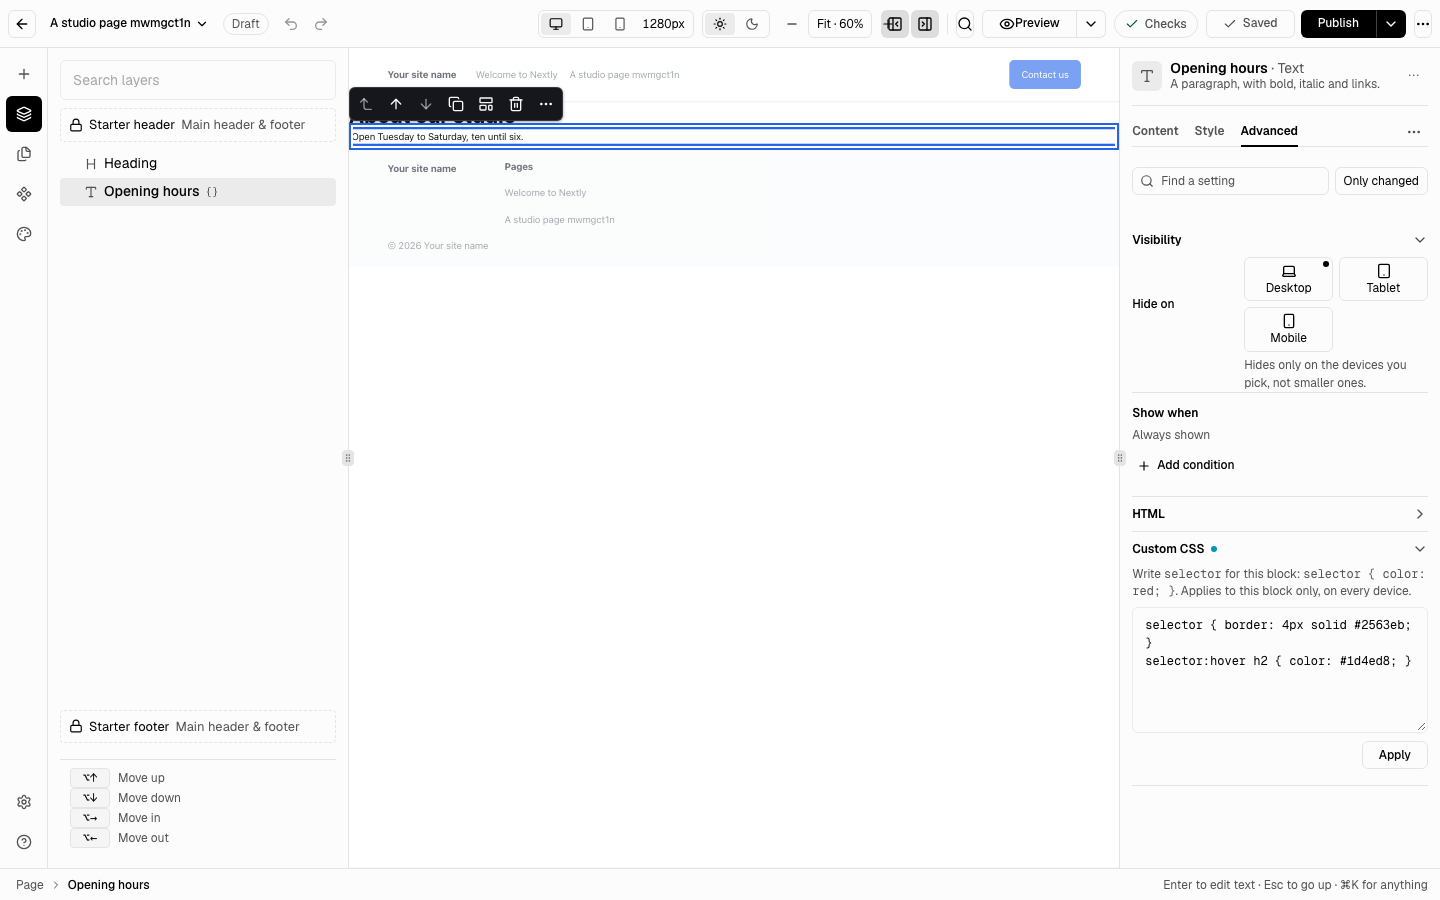 A studio page mwmgct1n
Draft
1280px
Fit · 60%
Preview
Checks
Saved
Publish
Search layers
Starter header Main header & footer
Heading
Opening hours {}
Starter footer Main header & footer
⌥↑ Move up
⌥↓ Move down
⌥→ Move in
⌥← Move out
Your site name Welcome to Nextly A studio page mwmgct1n
Contact us
Open Tuesday to Saturday, ten until six.
Your site name
Pages
Welcome to Nextly
A studio page mwmgct1n
© 2026 Your site name
Opening hours · Text
A paragraph, with bold, italic and links.
Content Style Advanced
Find a setting
Only changed
Visibility
Hide on
Desktop
Tablet
Mobile
Hides only on the devices you
pick, not smaller ones.
Show when
Always shown
Add condition
HTML
Custom CSS
Write selector for this block: selector { color:
red; }. Applies to this block only, on every device.
selector { border: 4px solid #2563eb;
}
selector:hover h2 { color: #1d4ed8; }
Apply
Page > Opening hours
Enter to edit text · Esc to go up · ⌘K for anything